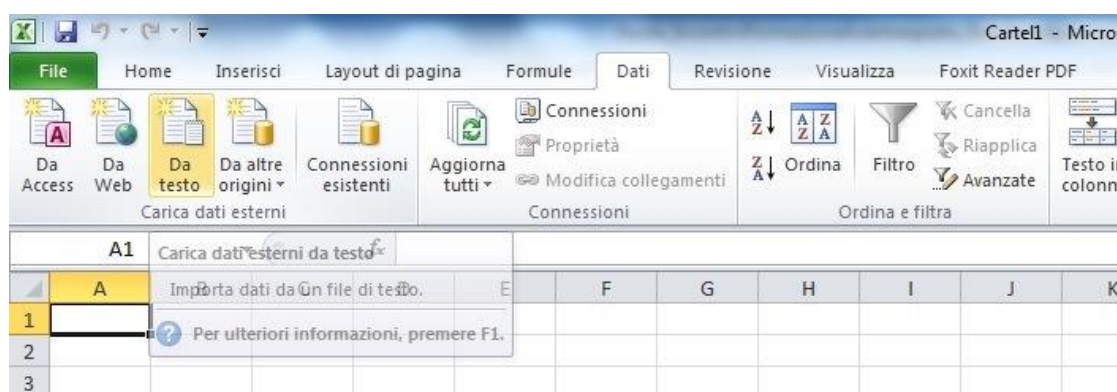 Cartel1 - Micro
File Home Inserisci Layout di pagina Formule Dati Revisione Visualizza Foxit Reader PDF
Da Access
Da Web
Da testo
Da altre origini
Connessioni esistenti
Carica dati esterni
Aggiorna tutti
Connessioni
Proprietà
Modifica collegamenti
Connessioni
A Z
Z A
A Z
Z A
Ordina
Filtro
Cancella
Riapplica
Avanzate
Ordina e filtra
Testo i
colonn
A1
fx
Carica dati esterni da testo
Importa dati da un file di testo.
Per ulteriori informazioni, premere F1.
A B C D E F G H I J K
1
2
3